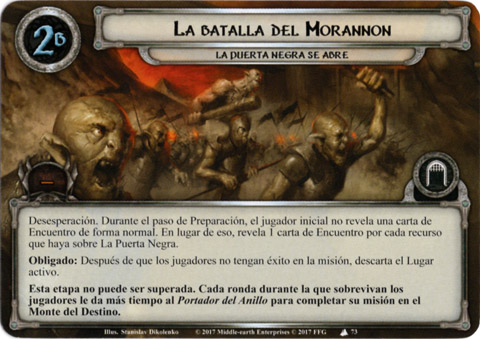 2B
LA BATALLA DEL MORANNON
LA PUERTA NEGRA SE ABRE
–
Desesperación. Durante el paso de Preparación, el jugador inicial no revela una carta de
Encuentro de forma normal. En lugar de eso, revela 1 carta de Encuentro por cada recurso
que haya sobre La Puerta Negra.
Obligado: Después de que los jugadores no tengan éxito en la misión, descarta el Lugar
activo.
Esta etapa no puede ser superada. Cada ronda durante la que sobrevivan los
jugadores le da más tiempo al Portador del Anillo para completar su misión en el
Monte del Destino.
Illus. Stanislav Dikolenko © 2017 Middle-earth Enterprises © 2017 FFG 73